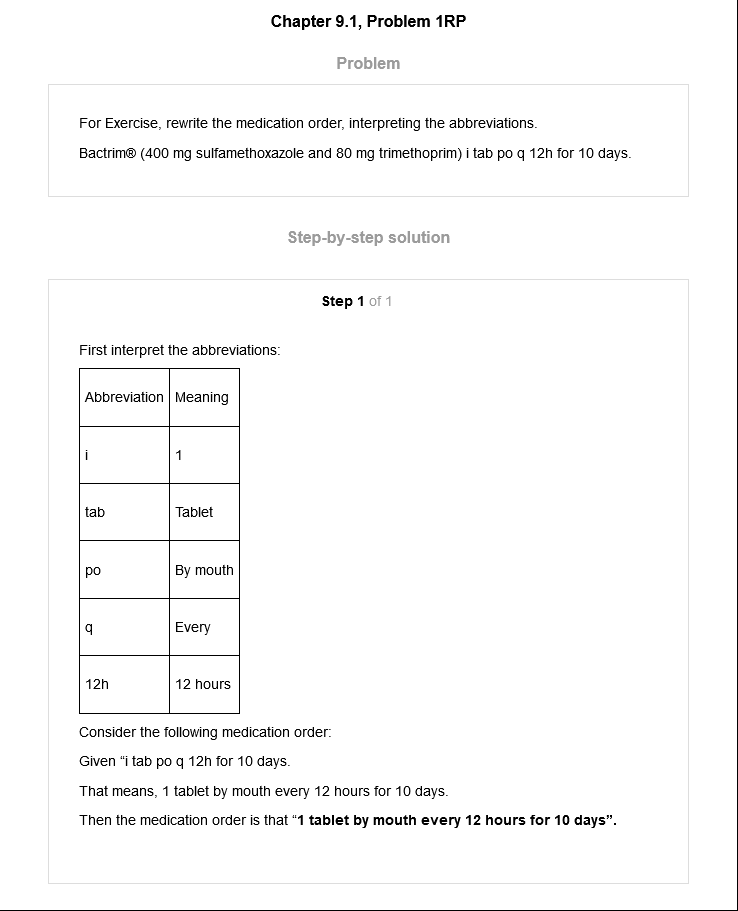 Chapter 9.1, Problem 1RP
Problem
For Exercise, rewrite the medication order, interpreting the abbreviations.
Bactrim® (400 mg sulfamethoxazole and 80 mg trimethoprim) i tab po q 12h for 10 days.
Step-by-step solution
Step 1 of 1
First interpret the abbreviations:
Abbreviation Meaning
i 1
tab Tablet
po By mouth
q Every
12h 12 hours
Consider the following medication order:
Given “i tab po q 12h for 10 days.
That means, 1 tablet by mouth every 12 hours for 10 days.
Then the medication order is that “1 tablet by mouth every 12 hours for 10 days”.